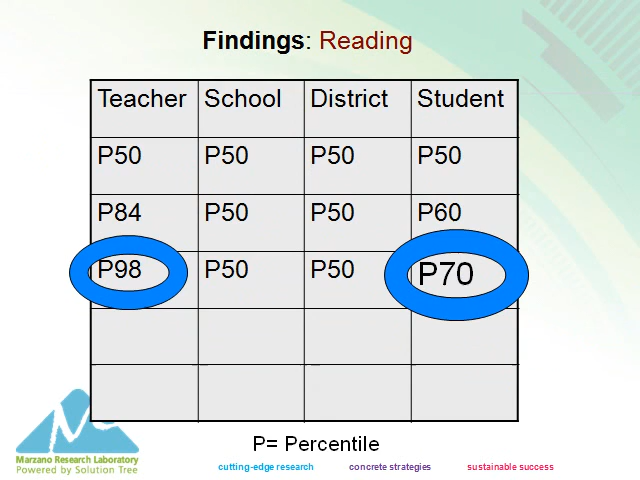 Findings: Reading
Teacher School District Student
P50 P50 P50 P50
P84 P50 P50 P60
P98 P50 P50 P70
P= Percentile
Marzano Research Laboratory
Powered by Solution Tree
cutting-edge research concrete strategies sustainable success